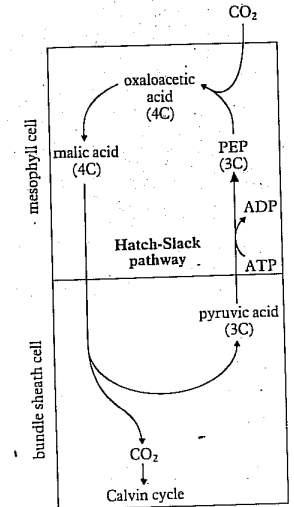 CO₂
oxaloacetic
acid
(4C)
malic acid
(4C)
PEP
(3C)
ADP
Hatch-Slack
pathway
ATP
mesophyll cell
pyruvic acid
(3C)
bundle sheath cell
CO₂
Calvin cycle